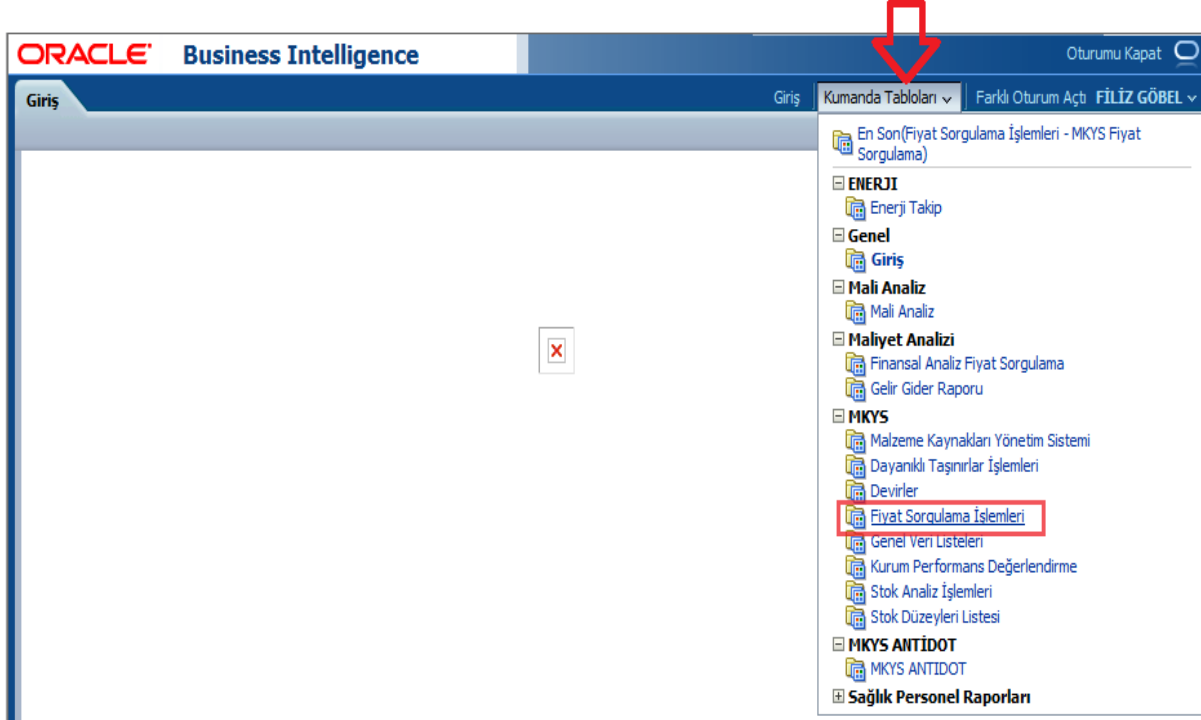 ORACLE Business Intelligence
Oturumu Kapat
Giriş
Giriş Kumanda Tabloları Farklı Oturum Açtı FİLİZ GÖBEL
En Son(Fiyat Sorgulama İşlemleri - MKYS Fiyat
Sorgulama)
ENERJI
Enerji Takip
Genel
Giriş
Mali Analiz
Mali Analiz
Maliyet Analizi
Finansal Analiz Fiyat Sorgulama
Gelir Gider Raporu
MKYS
Malzeme Kaynakları Yönetim Sistemi
Dayanıklı Taşınırlar İşlemleri
Devirler
Fiyat Sorgulama İşlemleri
Genel Veri Listeleri
Kurum Performans Değerlendirme
Stok Analiz İşlemleri
Stok Düzeyleri Listesi
MKYS ANTİDOT
MKYS ANTIDOT
Sağlık Personel Raporları